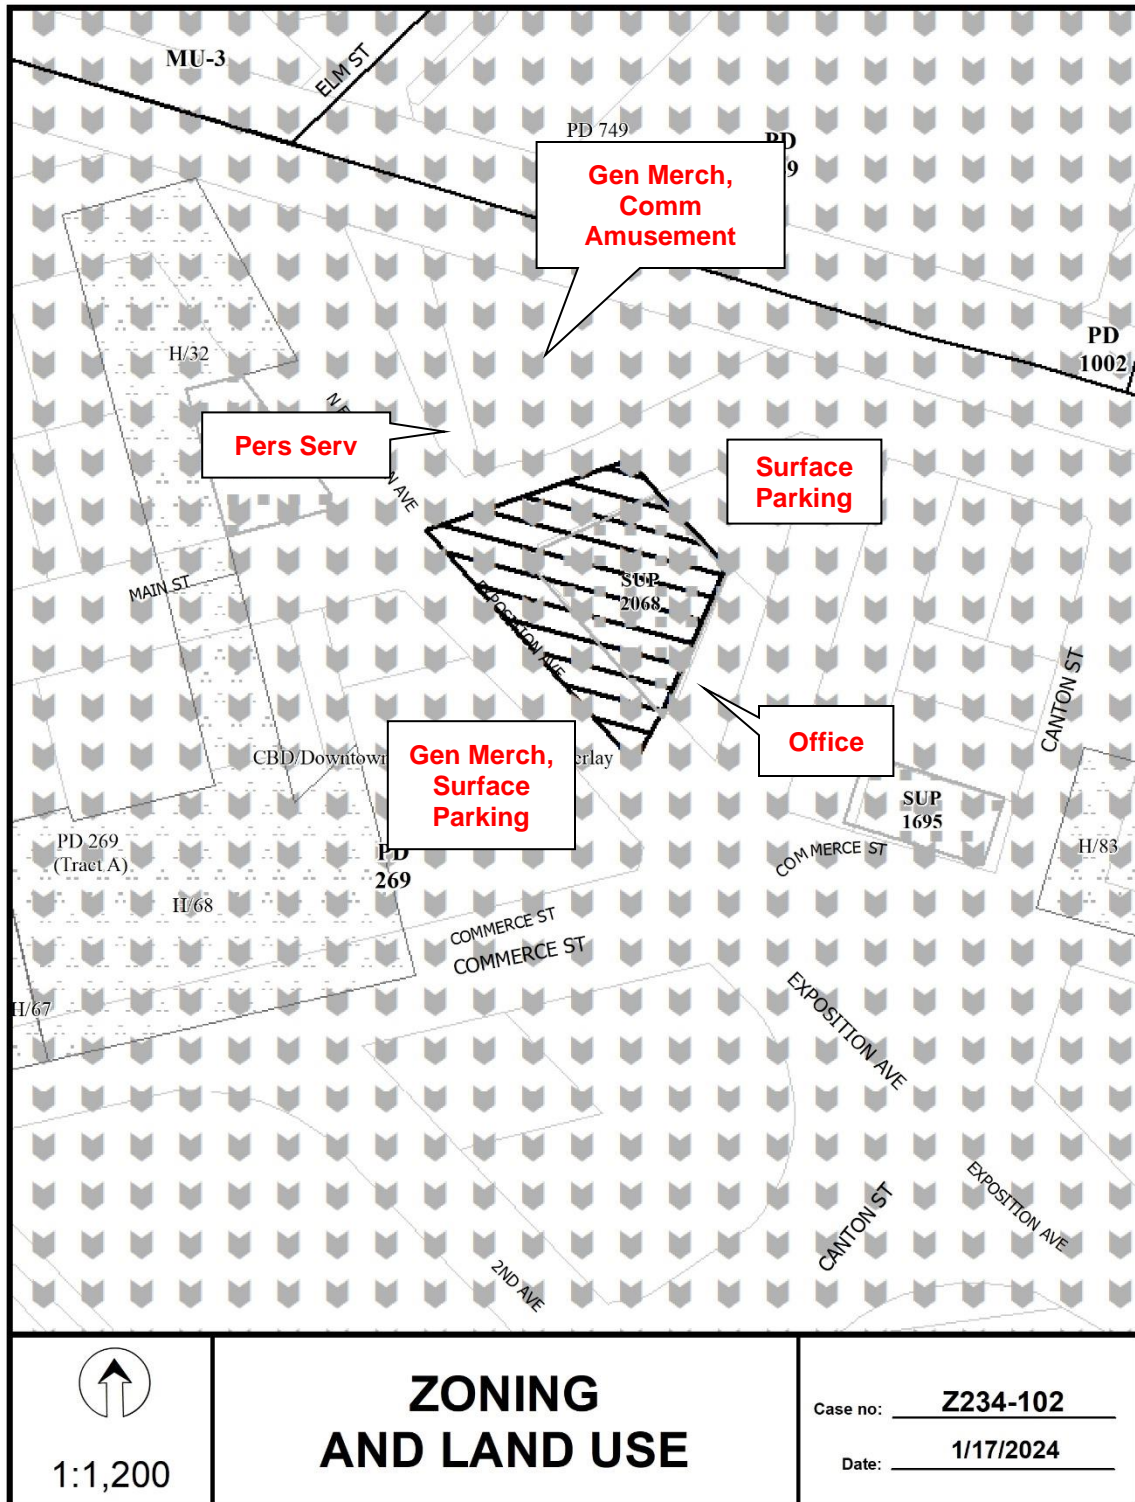 MU-3
ELM ST
PD 749
PD
9
Gen Merch,
Comm
Amusement
PD
1002
H/32
Pers Serv
N AVE
Surface
Parking
MAIN ST
SUP
2068
EXPOSITION AVE
CANTON ST
Office
CBD/Downtown
erlay
Gen Merch,
Surface
Parking
SUP
1695
COMMERCE ST
H/83
PD 269
(Tract A)
PD
269
H/68
COMMERCE ST
COMMERCE ST
H/67
EXPOSITION AVE
EXPOSITION AVE
CANTON ST
2ND AVE
1:1,200
ZONING
AND LAND USE
Case no: Z234-102
Date: 1/17/2024